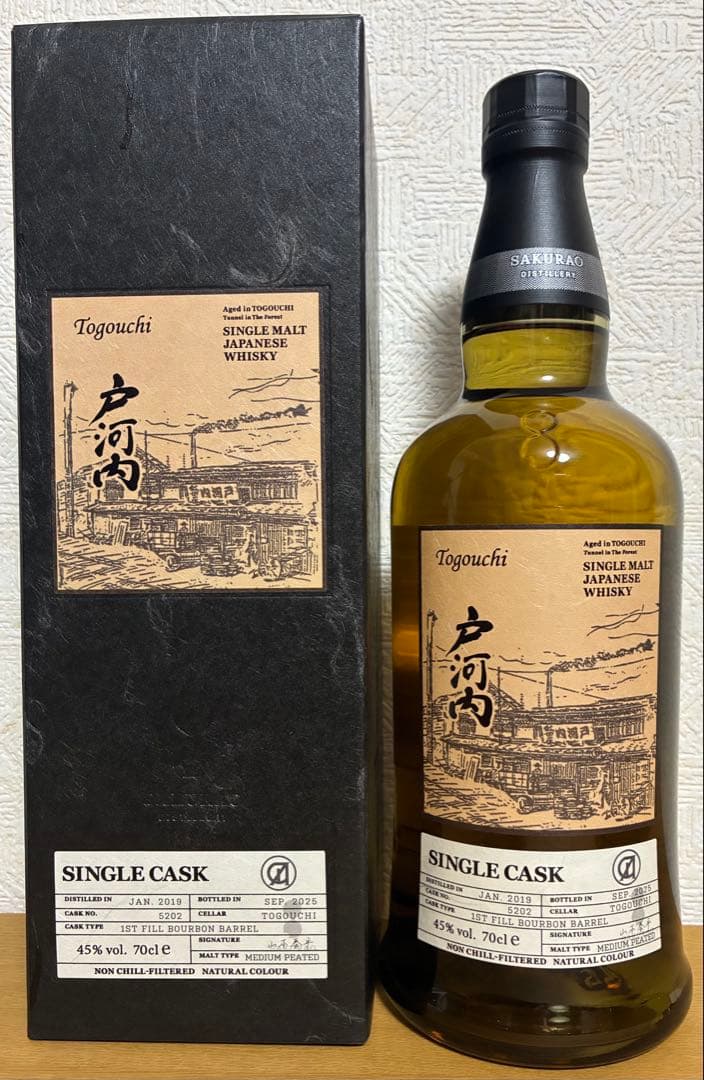 Togouchi
Aged in TOGOUCHI
Tunnel in The Forest
SINGLE MALT
JAPANESE
WHISKY
戸河内
SINGLE CASK
DISTILLED IN JAN. 2019 BOTTLED IN SEP. 2025
CASK NO. 5202 CELLAR TOGOUCHI
CASK TYPE 1ST FILL BOURBON BARREL
45% vol. 70cl e SIGNATURE
MALT TYPE MEDIUM PEATED
NON CHILL-FILTERED NATURAL COLOUR
SAKURAO
DISTILLERY
Togouchi
Aged in TOGOUCHI
Tunnel in The Forest
SINGLE MALT
JAPANESE
WHISKY
戸河内
SINGLE CASK
DISTILLED IN JAN. 2019 BOTTLED IN SEP. 2025
CASK NO. 5202 CELLAR TOGOUCHI
CASK TYPE 1ST FILL BOURBON BARREL
45% vol. 70cl e SIGNATURE
MALT TYPE MEDIUM PEATED
NON CHILL-FILTERED NATURAL COLOUR